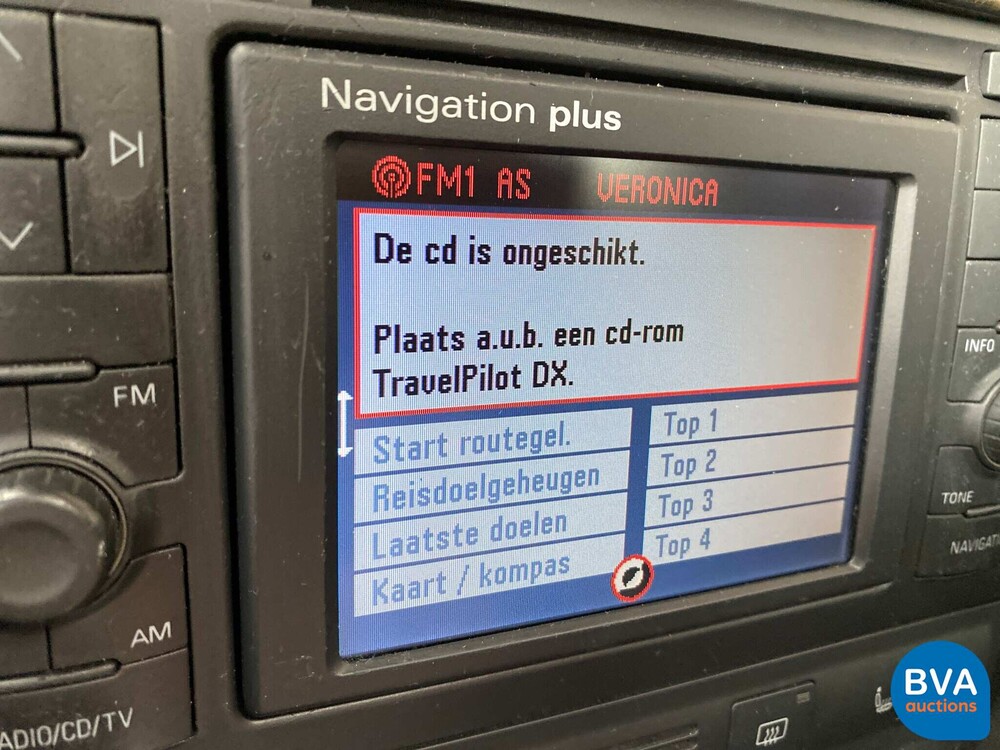 Navigation plus
FM1 AS VERONICA
De cd is ongeschikt.
Plaats a.u.b. een cd-rom
TravelPilot DX.
Start routegel.
Reisdoelgeheugen
Laatste doelen
Kaart / kompas
Top 1
Top 2
Top 3
Top 4
FM
AM
RADIO/CD/TV
INFO
TONE
BVA
auctions